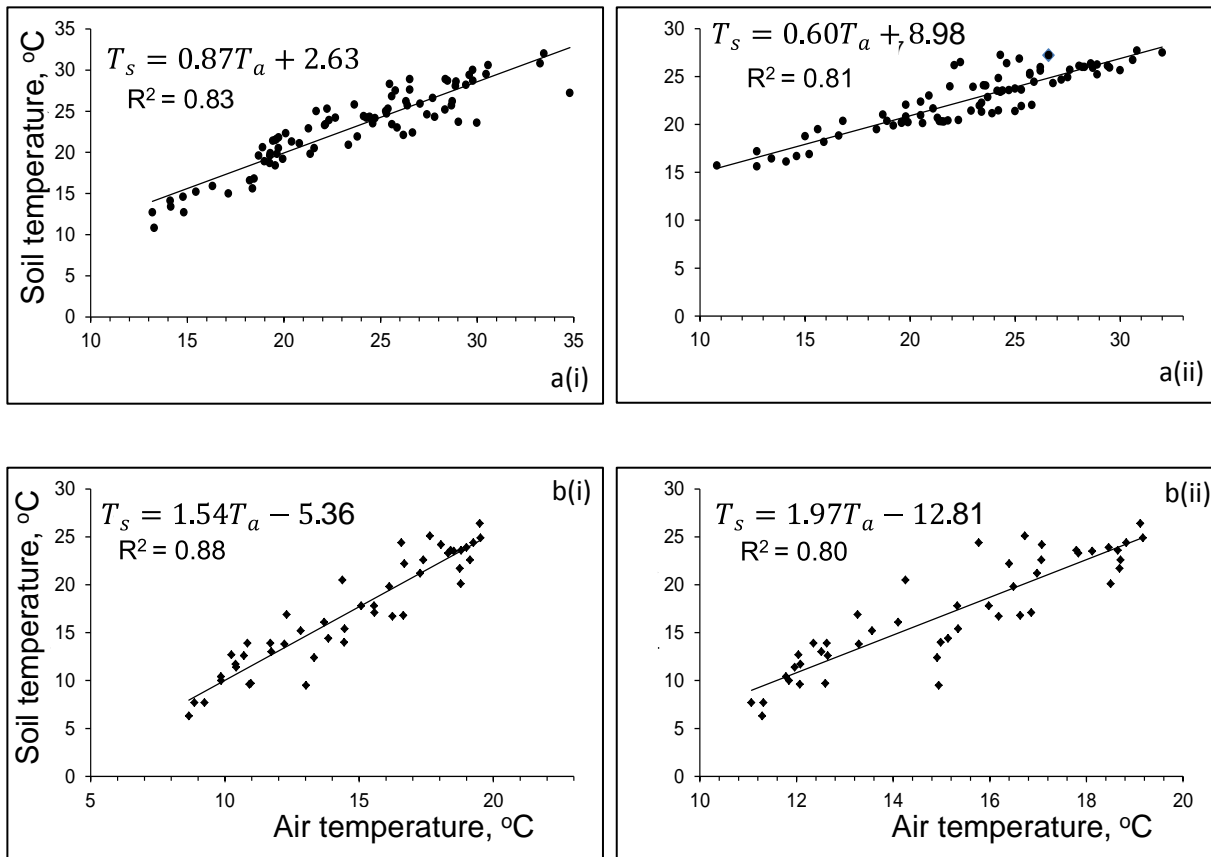 Soil temperature, ⁰C
35
30
25
20
15
10
5
0
T_s = 0.87T_a + 2.63
R² = 0.83
10 15 20 25 30 35
a(i)
30
25
20
15
10
5
0
T_s = 0.60T_a + 8.98
R² = 0.81
10 15 20 25 30
a(ii)
Soil temperature, ⁰C
30
25
20
15
10
5
0
T_s = 1.54T_a − 5.36
R² = 0.88
b(i)
5 10 15 20
Air temperature, ⁰C
30
25
20
15
10
5
0
T_s = 1.97T_a − 12.81
R² = 0.80
b(ii)
10 12 14 16 18 20
Air temperature, ⁰C